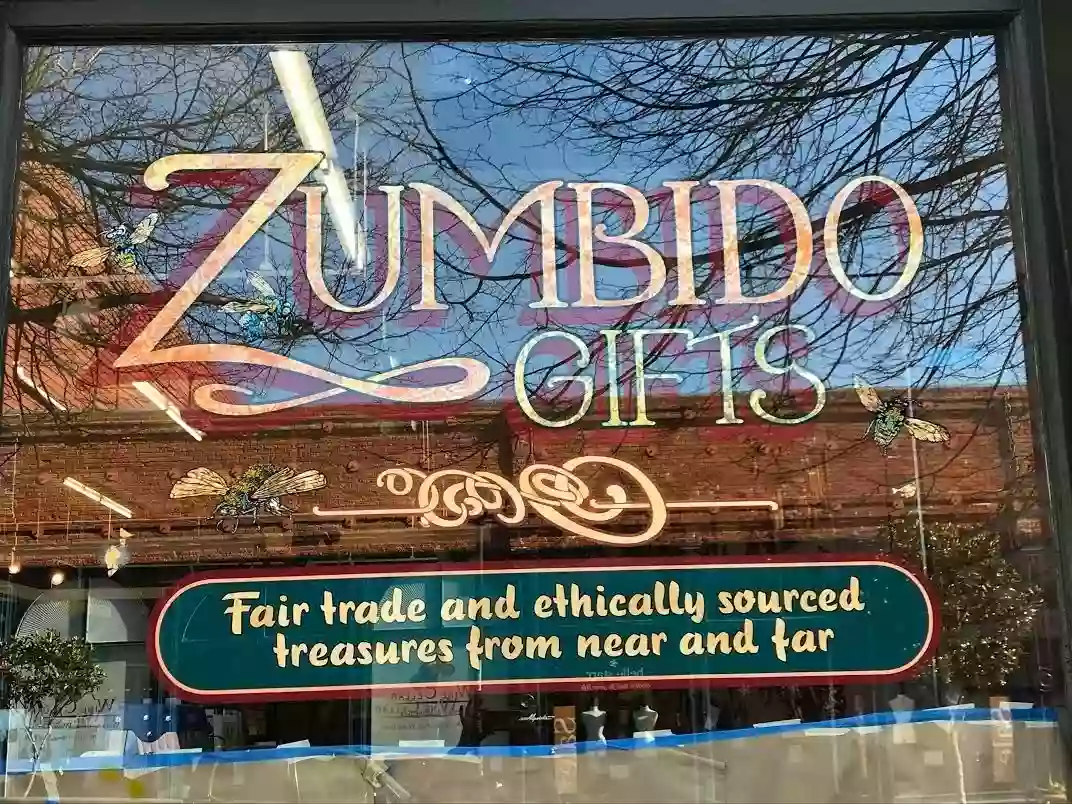 ZUMBIDO
GIFTS
Fair trade and ethically sourced
treasures from near and far